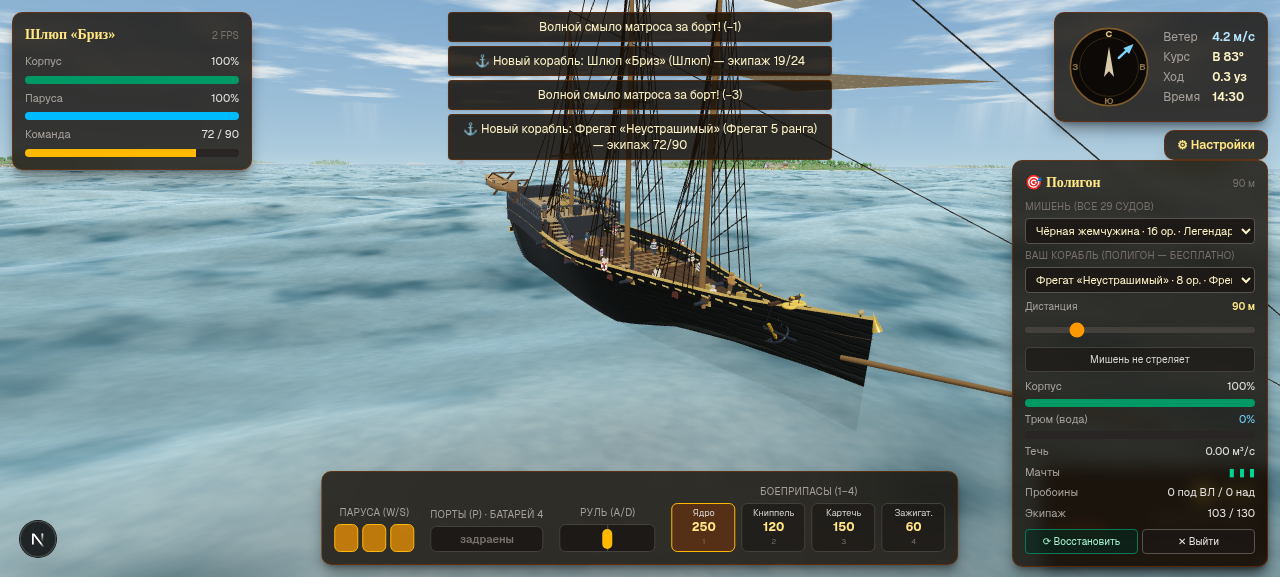 Шлюп «Бриз»
2 FPS
Корпус
100%
Паруса
100%
Команда
72 / 90
Волной смыло матроса за борт! (−1)
⚓ Новый корабль: Шлюп «Бриз» (Шлюп) — экипаж 19/24
Волной смыло матроса за борт! (−3)
⚓ Новый корабль: Фрегат «Неустрашимый» (Фрегат 5 ранга)
— экипаж 72/90
С
З
В
Ю
Ветер 4.2 м/с
Курс В 83°
Ход 0.3 уз
Время 14:30
⚙ Настройки
🎯 Полигон
90 м
МИШЕНЬ (ВСЕ 29 СУДОВ)
Чёрная жемчужина · 16 ор. · Легендар
ВАШ КОРАБЛЬ (ПОЛИГОН — БЕСПЛАТНО)
Фрегат «Неустрашимый» · 8 ор. · Фрег
Дистанция
90 м
Мишень не стреляет
Корпус
100%
Трюм (вода)
0%
Течь
0.00 м³/с
Мачты
Пробоины
0 под ВЛ / 0 над
Экипаж
103 / 130
⟳ Восстановить
✕ Выйти
ПАРУСА (W/S)
ПОРТЫ (P) · БАТАРЕЙ 4
задраены
РУЛЬ (A/D)
БОЕПРИПАСЫ (1–4)
Ядро
250
1
Книппель
120
2
Картечь
150
3
Зажигат.
60
4
N